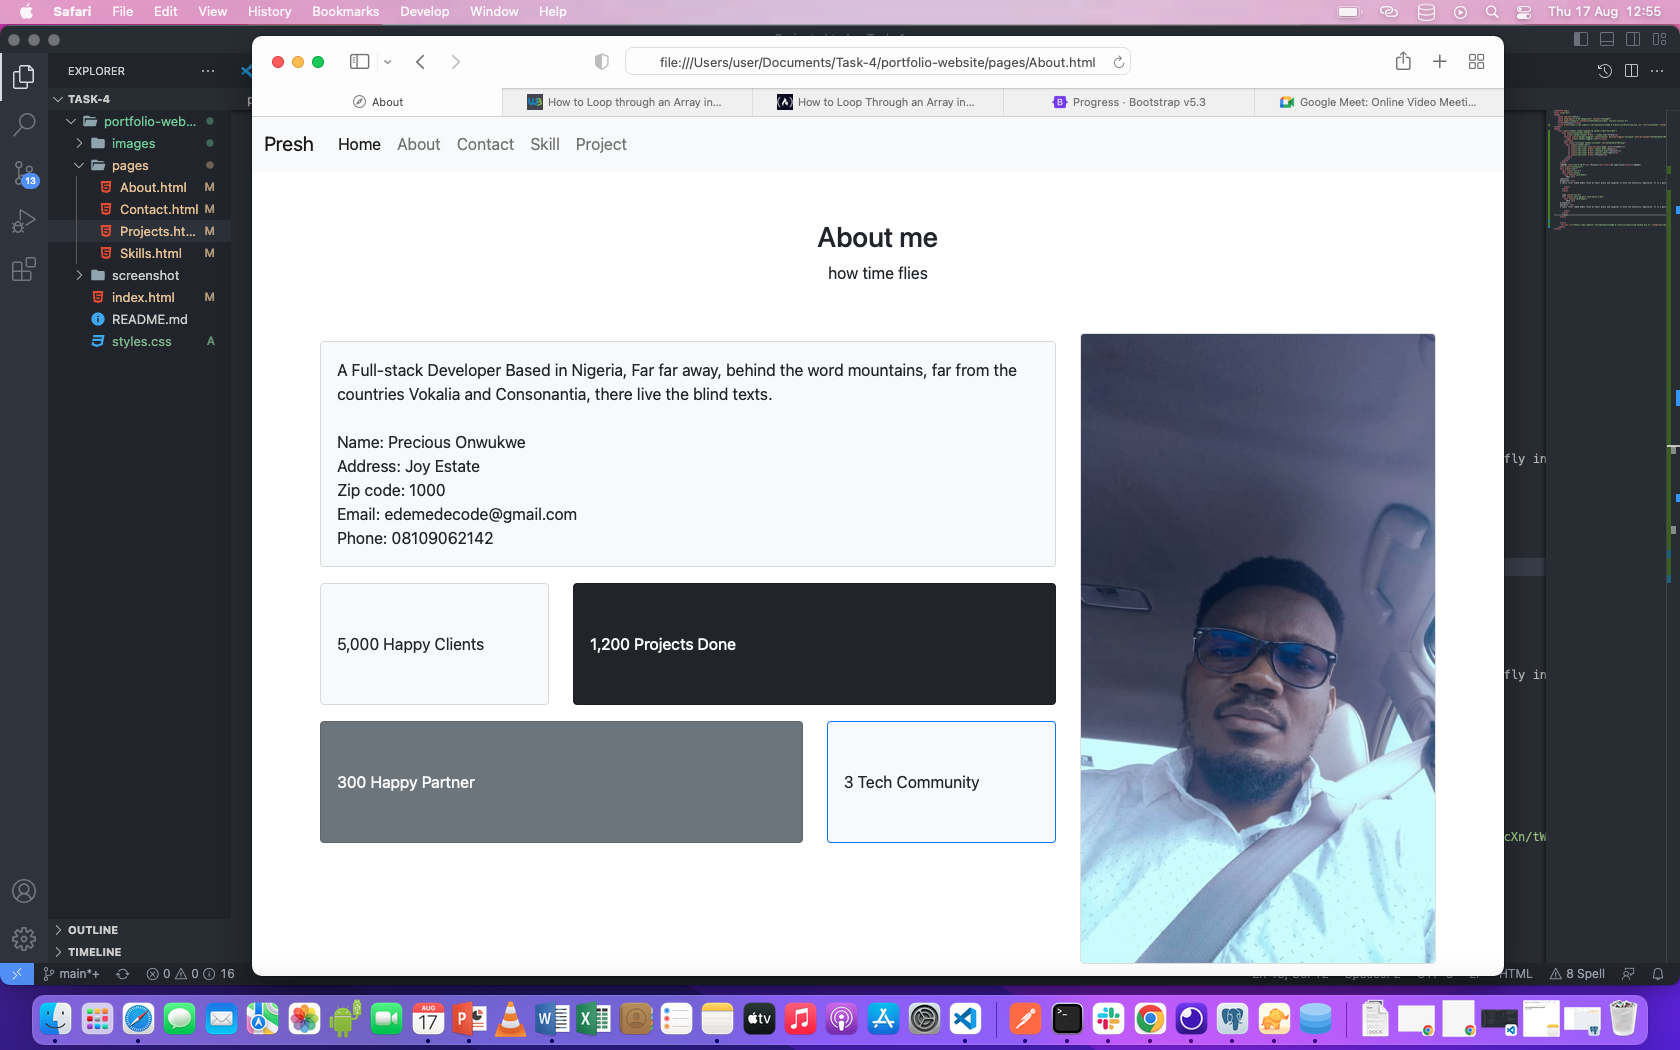 Safari File Edit View History Bookmarks Develop Window Help
Thu 17 Aug 12:55
EXPLORER
TASK-4
portfolio-web...
images
pages
About.html M
Contact.html M
Projects.ht... M
Skills.html M
screenshot
index.html M
README.md
styles.css A
13
OUTLINE
TIMELINE
main*+ 0 0 16
file:///Users/user/Documents/Task-4/portfolio-website/pages/About.html
About
How to Loop through an Array in...
How to Loop Through an Array in...
Progress · Bootstrap v5.3
Google Meet: Online Video Meeti...
Presh Home About Contact Skill Project
About me
how time flies
A Full-stack Developer Based in Nigeria, Far far away, behind the word mountains, far from the
countries Vokalia and Consonantia, there live the blind texts.
Name: Precious Onwukwe
Address: Joy Estate
Zip code: 1000
Email: edemedecode@gmail.com
Phone: 08109062142
5,000 Happy Clients
1,200 Projects Done
300 Happy Partner
3 Tech Community
fly in
fly in
cXn/tW
HTML 8 Spell
AUG
17
tv